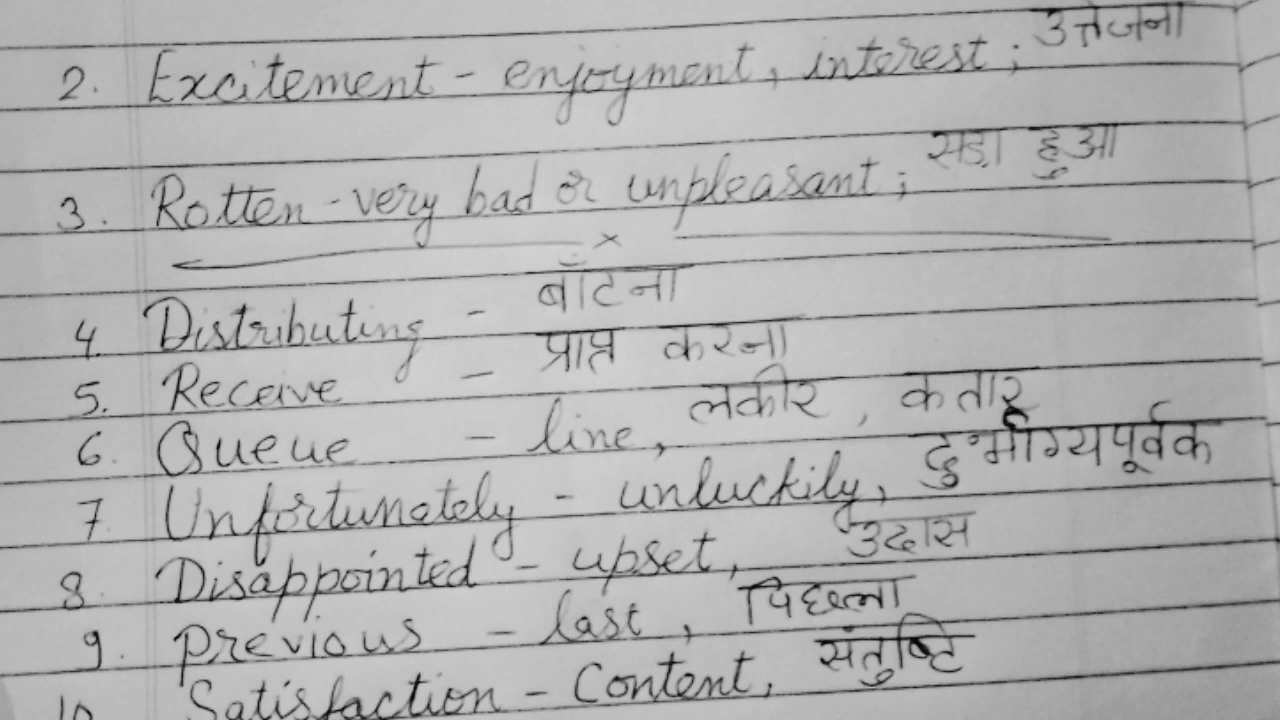 2. Excitement - enjoyment, interest; उत्तेजना
3. Rotten - very bad or unpleasant; सड़ा हुआ
x
4. Distributing - बाँटना
5. Receive - प्राप्त करना
6. Queue - line, लकीर, कतार
7. Unfortunately - unluckily, दुर्भाग्यपूर्वक
8. Disappointed - upset, उदास
9. Previous - last, पिछला
10. Satisfaction - Content, संतुष्टि